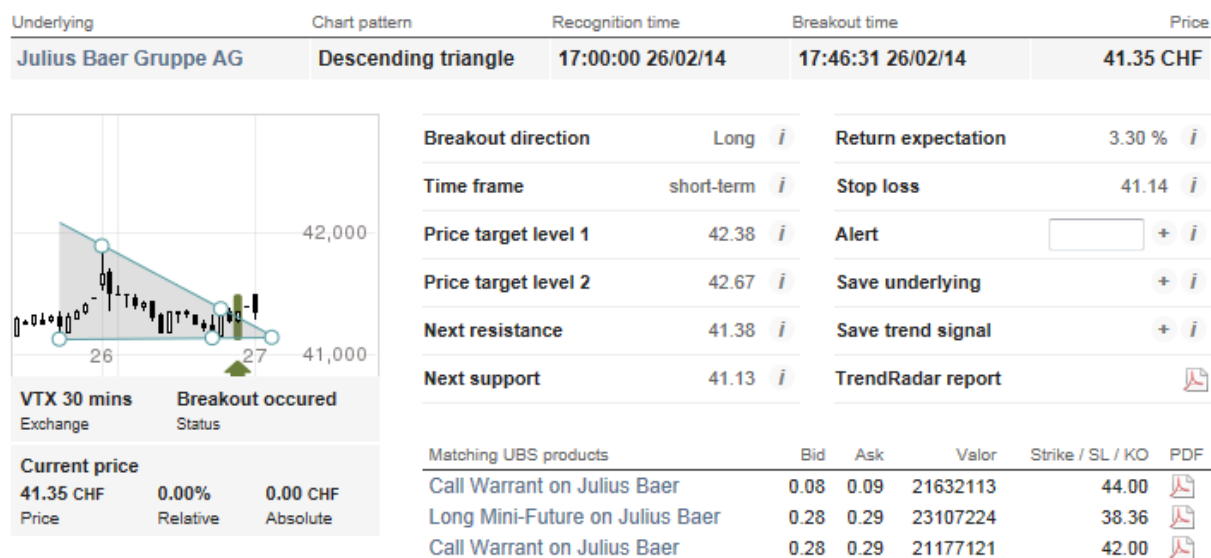 Underlying Chart pattern Recognition time Breakout time Price
Julius Baer Gruppe AG Descending triangle 17:00:00 26/02/14 17:46:31 26/02/14 41.35 CHF
42,000
41,000
26 27
VTX 30 mins Breakout occured
Exchange Status
Current price
41.35 CHF 0.00% 0.00 CHF
Price Relative Absolute
Breakout direction Long i
Time frame short-term i
Price target level 1 42.38 i
Price target level 2 42.67 i
Next resistance 41.38 i
Next support 41.13 i
Return expectation 3.30 % i
Stop loss 41.14 i
Alert + i
Save underlying + i
Save trend signal + i
TrendRadar report
Matching UBS products Bid Ask Valor Strike / SL / KO PDF
Call Warrant on Julius Baer 0.08 0.09 21632113 44.00
Long Mini-Future on Julius Baer 0.28 0.29 23107224 38.36
Call Warrant on Julius Baer 0.28 0.29 21177121 42.00